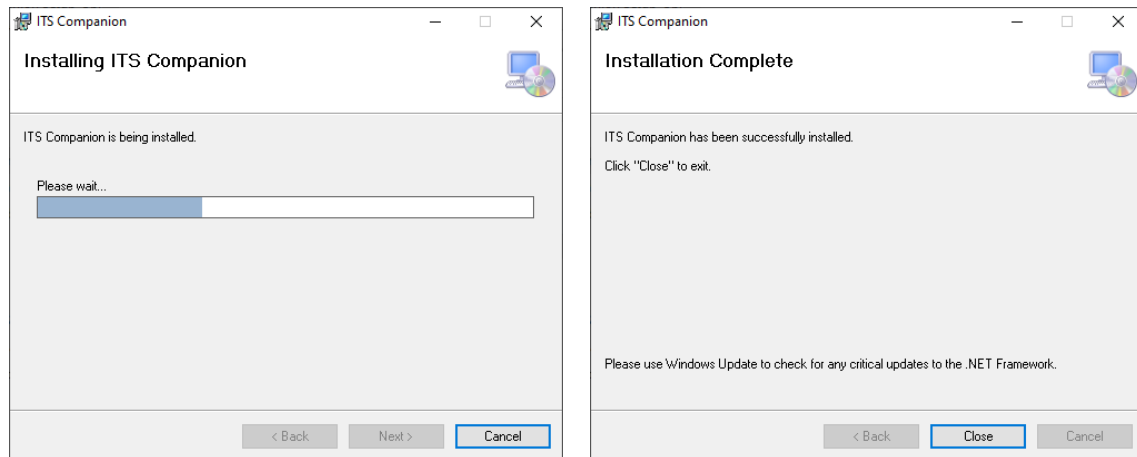 ITS Companion
Installing ITS Companion
ITS Companion is being installed.
Please wait...
< Back
Next >
Cancel
ITS Companion
Installation Complete
ITS Companion has been successfully installed.
Click "Close" to exit.
Please use Windows Update to check for any critical updates to the .NET Framework.
< Back
Close
Cancel